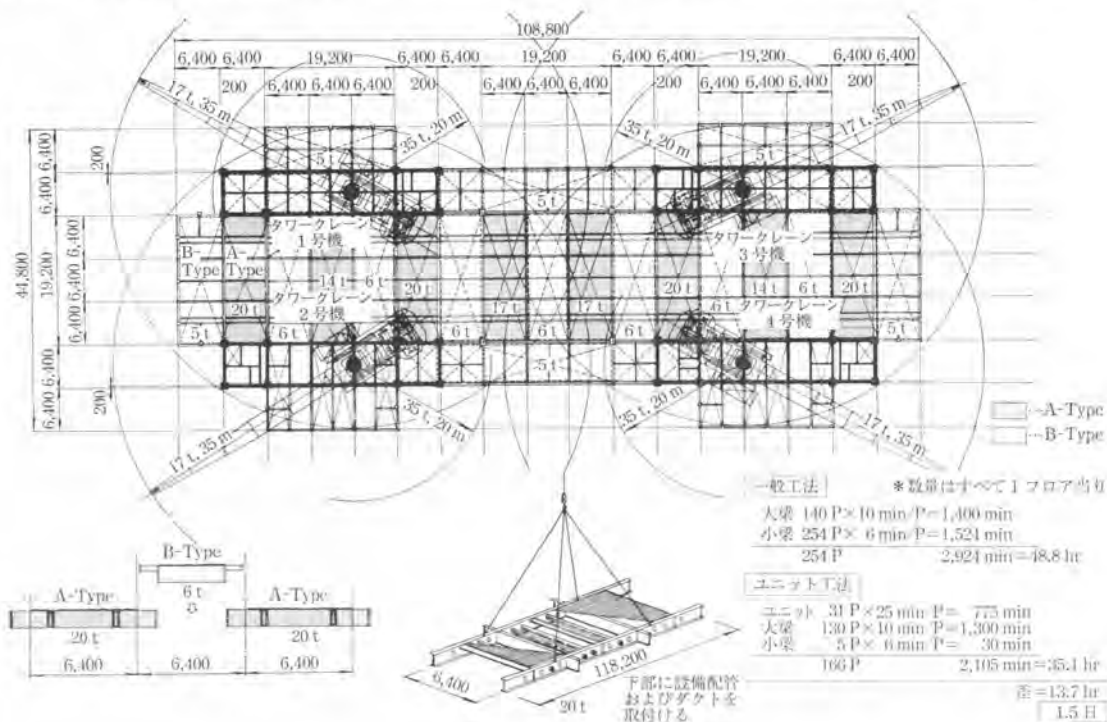 108,800
6,400 6,400 19,200 6,400 6,400 19,200 6,400 6,400 19,200 6,400 6,400
200 6,400 6,400 6,400 200 6,400 6,400 6,400 200 6,400 6,400 6,400 200
17 t, 35 m
35 t, 20 m
35 t, 20 m
17 t, 35 m
5 t
5 t
200
44,800
6,400 6,400 19,200 6,400 6,400
6,400 6,400 6,400
200
5 t
タワークレーン
1号機
タワークレーン
3号機
B-
Type
A-
Type
14 t
6 t
20 t
20 t
タワークレーン
2号機
17 t
17 t
20 t
14 t
6 t
20 t
6 t
タワークレーン
4号機
5 t
6 t
6 t
6 t
6 t
5 t
5 t
17 t, 35 m
35 t, 20 m
35 t, 20 m
17 t, 35 m
A-Type
B-Type
一般工法 *数量はすべて1フロア当り
大梁 140 P×10 min/P=1,400 min
小梁 254 P× 6 min/P=1,524 min
254 P 2,924 min=48.8 hr
ユニット工法
ユニット 31 P×25 min/P= 775 min
大梁 130 P×10 min/P=1,300 min
小梁 5 P× 6 min/P= 30 min
166 P 2,105 min=35.1 hr
差=13.7 hr
1.5 日
B-Type
6 t
A-Type
A-Type
20 t
20 t
6,400 6,400 6,400
6,400
118,200
20 t
下部に設備配管
およびダクトを
取付ける